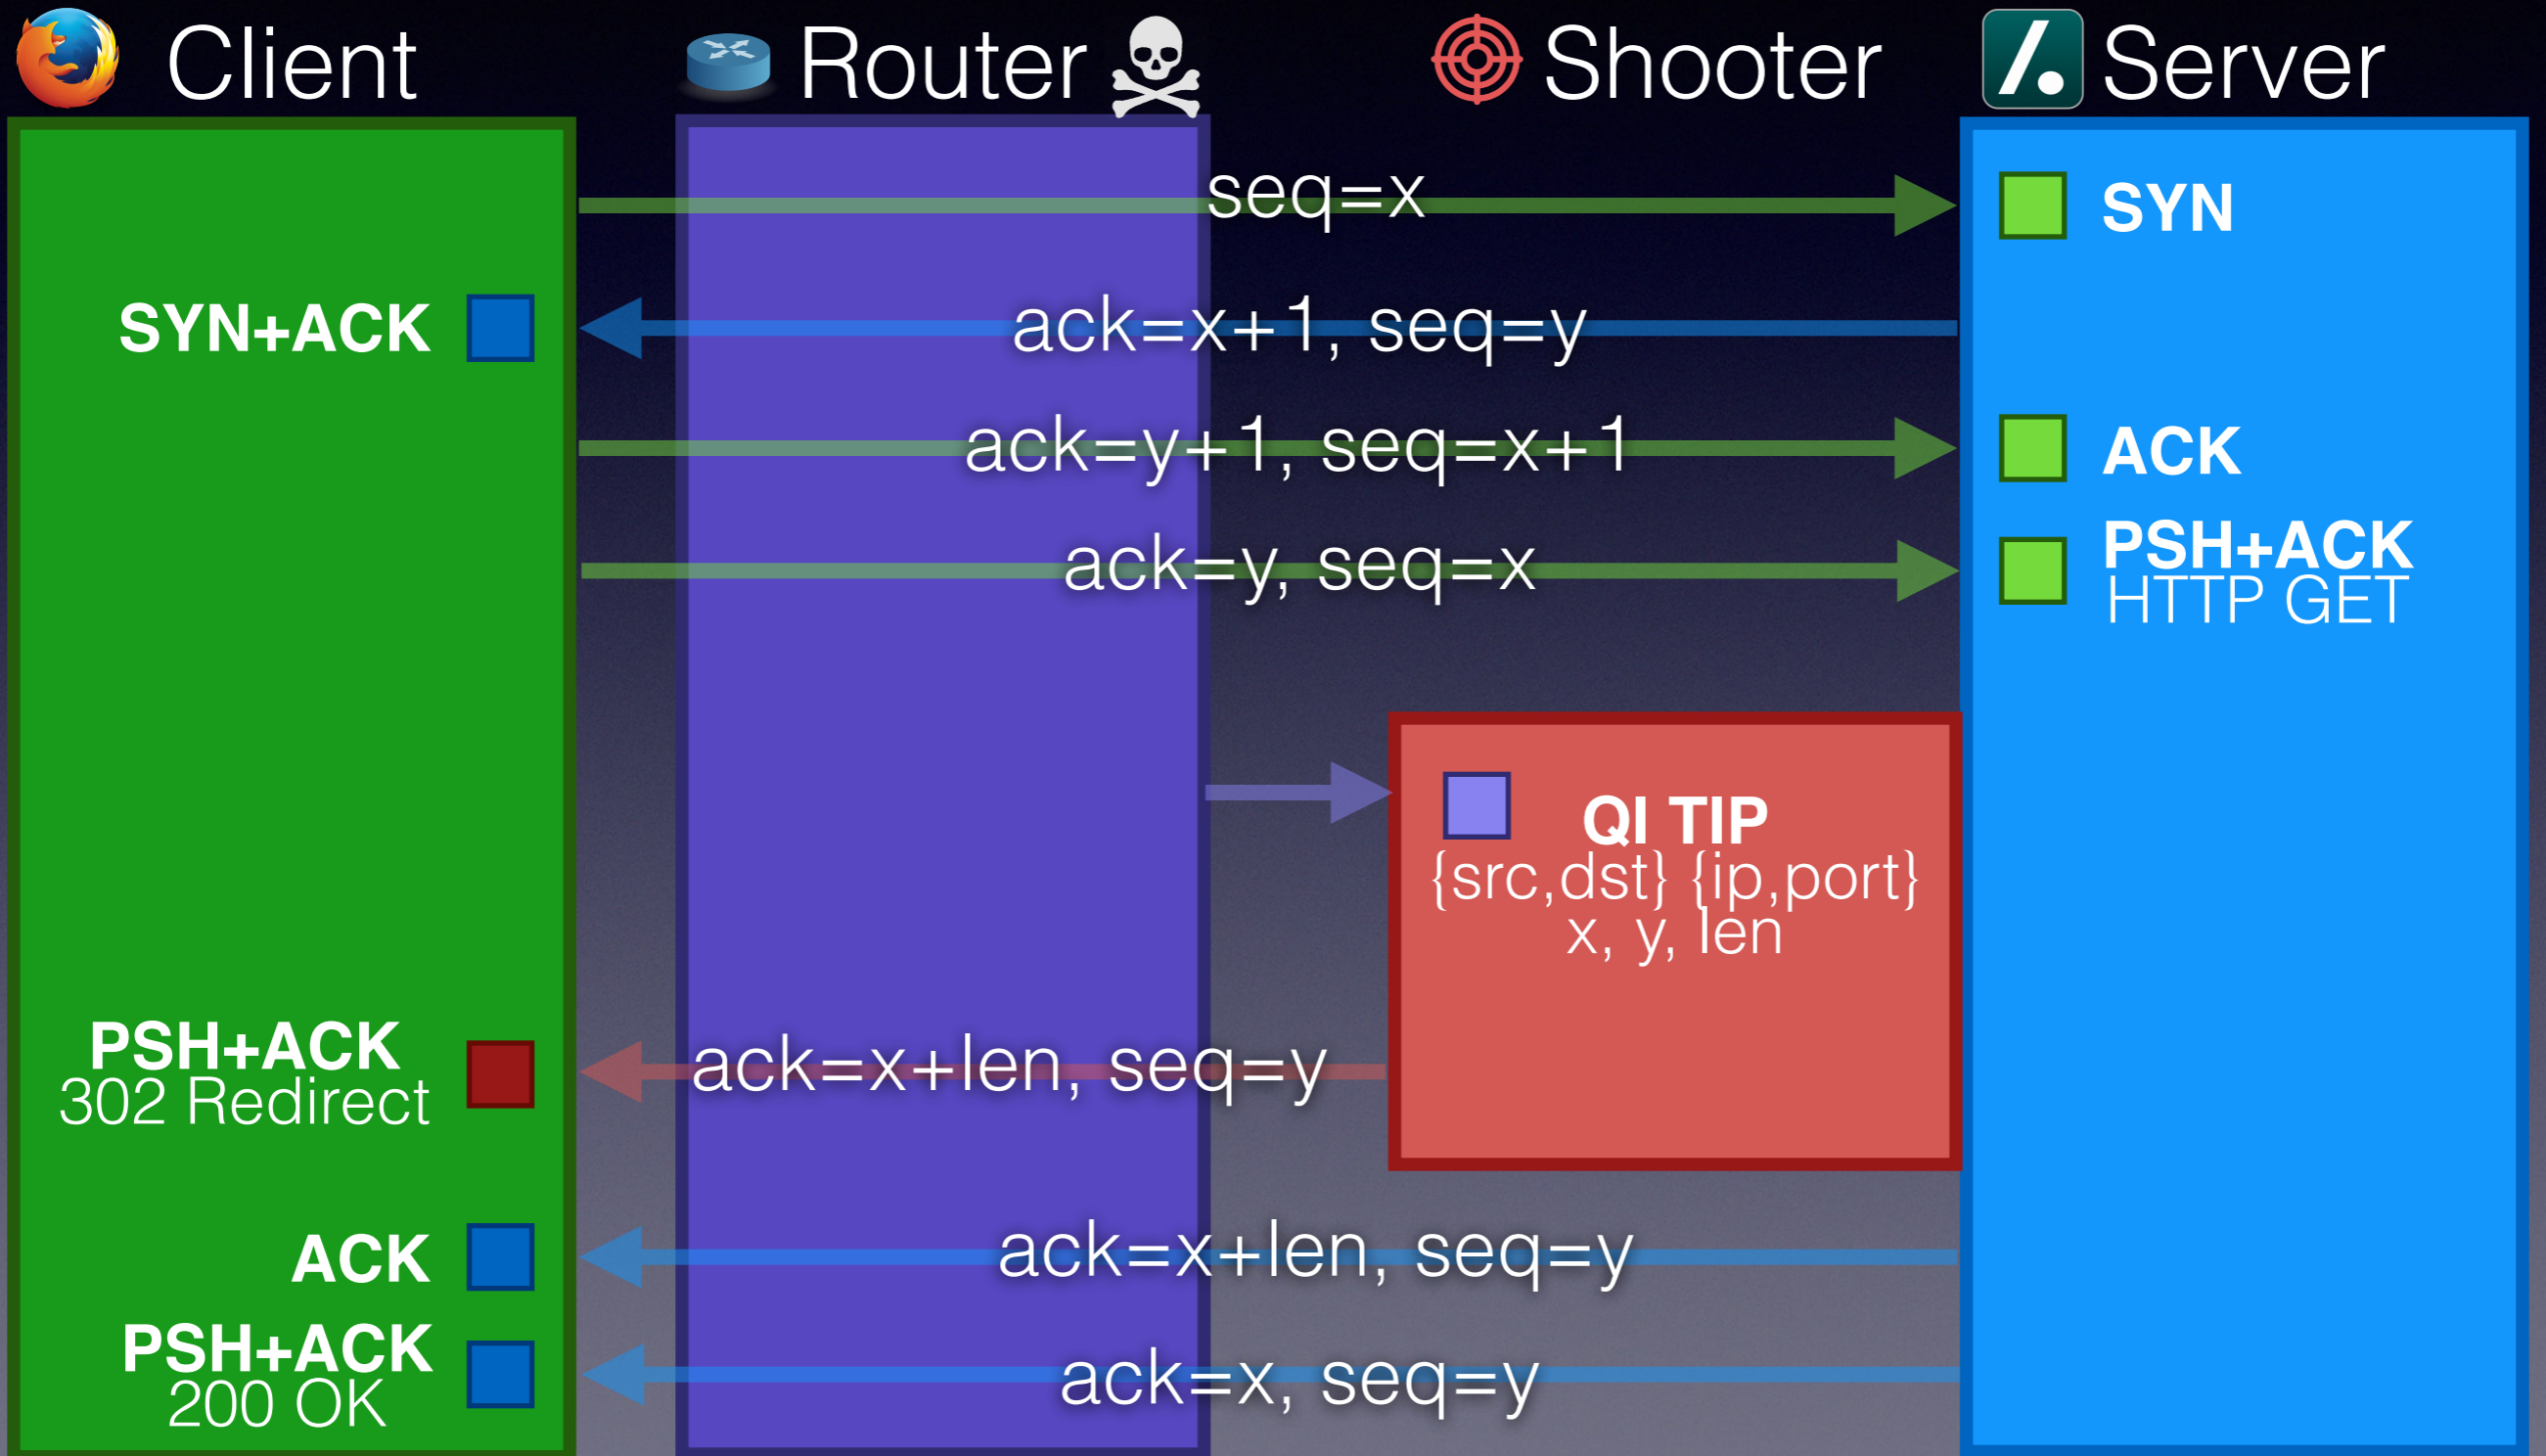 Client
Router
Shooter
Server
seq=x
SYN
SYN+ACK
ack=x+1, seq=y
ack=y+1, seq=x+1
ACK
ack=y, seq=x
PSH+ACK
HTTP GET
QI TIP
{src,dst} {ip,port}
x, y, len
PSH+ACK
302 Redirect
ack=x+len, seq=y
ACK
ack=x+len, seq=y
PSH+ACK
200 OK
ack=x, seq=y